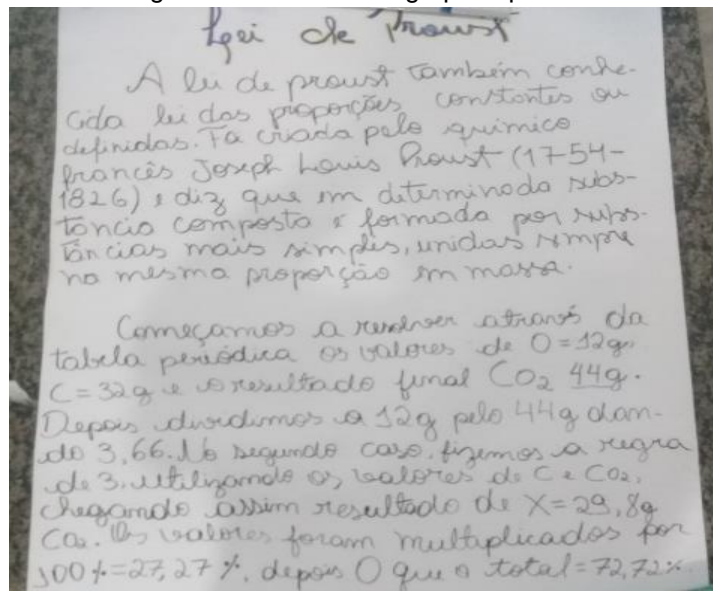 Lei de Proust
A lei de proust também conhe-
cida lei das proporções constantes ou
definidas. Fa criada pelo químico
francês Joseph Louis Proust (1754-
1826) e diz que em determinada subs-
tância composta é formada por subs-
tâncias mais simples, unidas sempre
na mesma proporção em massa.
Começamos a resolver através da
tabela periódica os valores de O=12g,
C=32g e o resultado final CO2 44g.
Depois dividimos a 12g pelo 44g dan-
do 3,66. No segundo caso, fizemos a regra
de 3. utilizando os valores de C e CO2,
chegando assim resultado de X=29,8g
CO2. Os valores foram multiplicados por
100%=27,27%, depois O que o total=72,72%